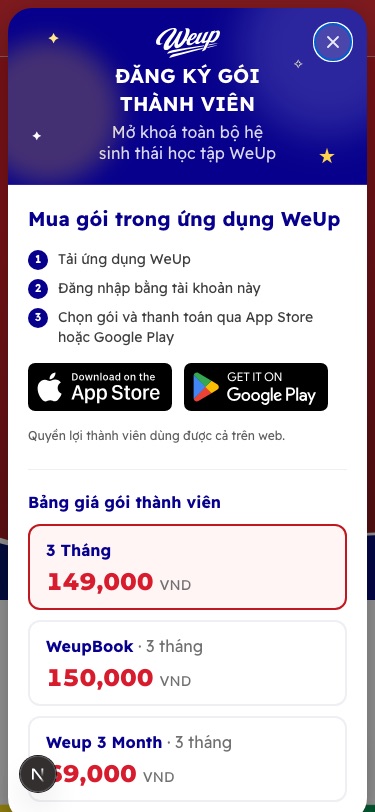 Weup
ĐĂNG KÝ GÓI
THÀNH VIÊN
Mở khoá toàn bộ hệ
sinh thái học tập WeUp
Mua gói trong ứng dụng WeUp
1 Tải ứng dụng WeUp
2 Đăng nhập bằng tài khoản này
3 Chọn gói và thanh toán qua App Store
hoặc Google Play
Download on the
App Store
GET IT ON
Google Play
Quyền lợi thành viên dùng được cả trên web.
Bảng giá gói thành viên
3 Tháng
149,000 VND
WeupBook · 3 tháng
150,000 VND
Weup 3 Month · 3 tháng
N
VND